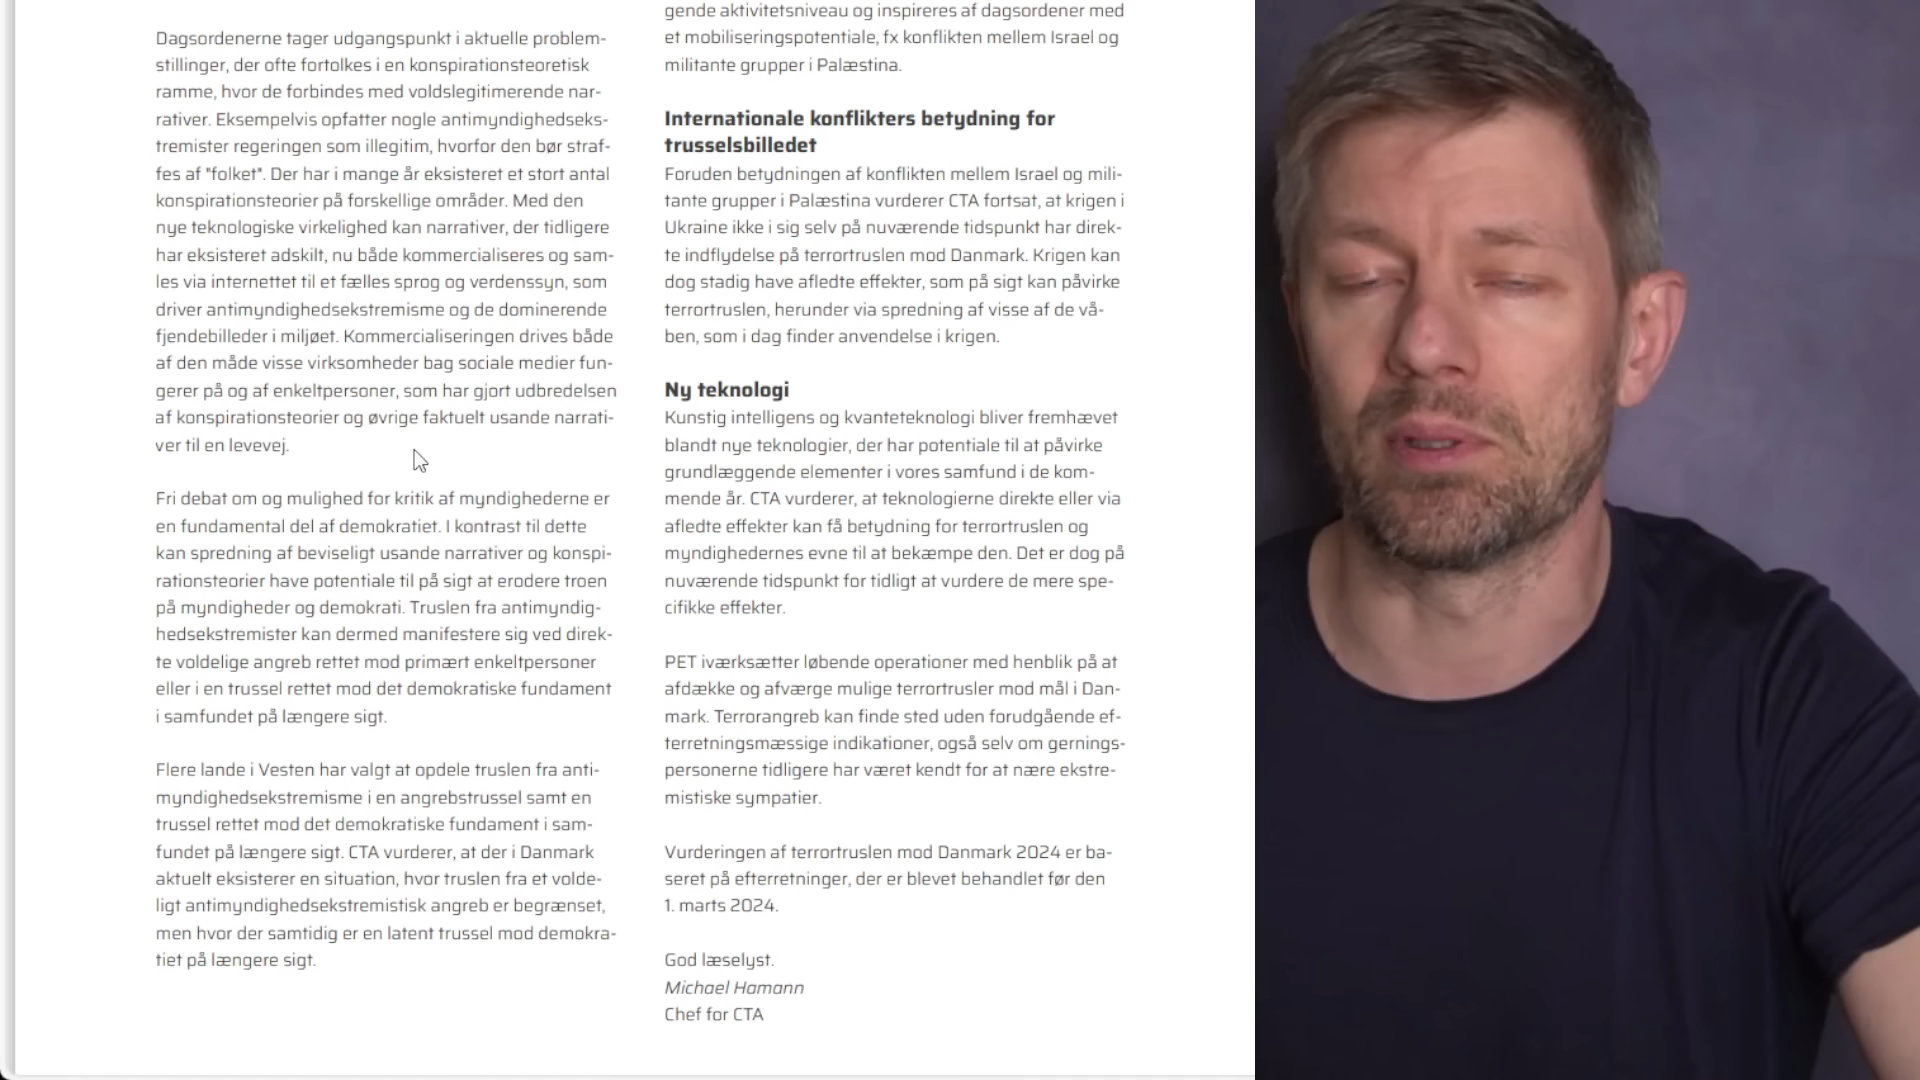 Dagsordenerne tager udgangspunkt i aktuelle problem-
stillinger, der ofte fortolkes i en konspirationsteoretisk
ramme, hvor de forbindes med voldslegitimerende nar-
rativer. Eksempelvis opfatter nogle antimyndighedseks-
tremister regeringen som illegitim, hvorfor den bør straf-
fes af "folket". Der har i mange år eksisteret et stort antal
konspirationsteorier på forskellige områder. Med den
nye teknologiske virkelighed kan narrativer, der tidligere
har eksisteret adskilt, nu både kommercialiseres og sam-
les via internettet til et fælles sprog og verdenssyn, som
driver antimyndighedsekstremisme og de dominerende
fjendebilleder i miljøet. Kommercialiseringen drives både
af den måde visse virksomheder bag sociale medier fun-
gerer på og af enkeltpersoner, som har gjort udbredelsen
af konspirationsteorier og øvrige faktuelt usande narrati-
ver til en levevej.
Fri debat om og mulighed for kritik af myndighederne er
en fundamental del af demokratiet. I kontrast til dette
kan spredning af beviseligt usande narrativer og konspi-
rationsteorier have potentiale til på sigt at erodere troen
på myndigheder og demokrati. Truslen fra antimyndig-
hedsekstremister kan dermed manifestere sig ved direk-
te voldelige angreb rettet mod primært enkeltpersoner
eller i en trussel rettet mod det demokratiske fundament
i samfundet på længere sigt.
Flere lande i Vesten har valgt at opdele truslen fra anti-
myndighedsekstremisme i en angrebstrussel samt en
trussel rettet mod det demokratiske fundament i sam-
fundet på længere sigt. CTA vurderer, at der i Danmark
aktuelt eksisterer en situation, hvor truslen fra et volde-
ligt antimyndighedsekstremistisk angreb er begrænset,
men hvor der samtidig er en latent trussel mod demokra-
tiet på længere sigt.
gende aktivitetsniveau og inspireres af dagsordener med
et mobiliseringspotentiale, fx konflikten mellem Israel og
militante grupper i Palæstina.
Internationale konflikters betydning for
trusselsbilledet
Foruden betydningen af konflikten mellem Israel og mili-
tante grupper i Palæstina vurderer CTA fortsat, at krigen i
Ukraine ikke i sig selv på nuværende tidspunkt har direk-
te indflydelse på terrortruslen mod Danmark. Krigen kan
dog stadig have afledte effekter, som på sigt kan påvirke
terrortruslen, herunder via spredning af visse af de vå-
ben, som i dag finder anvendelse i krigen.
Ny teknologi
Kunstig intelligens og kvanteteknologi bliver fremhævet
blandt nye teknologier, der har potentiale til at påvirke
grundlæggende elementer i vores samfund i de kom-
mende år. CTA vurderer, at teknologierne direkte eller via
afledte effekter kan få betydning for terrortruslen og
myndighedernes evne til at bekæmpe den. Det er dog på
nuværende tidspunkt for tidligt at vurdere de mere spe-
cifikke effekter.
PET iværksætter løbende operationer med henblik på at
afdække og afværge mulige terrortrusler mod mål i Dan-
mark. Terrorangreb kan finde sted uden forudgående ef-
terretningsmæssige indikationer, også selv om gernings-
personerne tidligere har været kendt for at nære ekstre-
mistiske sympatier.
Vurderingen af terrortruslen mod Danmark 2024 er ba-
seret på efterretninger, der er blevet behandlet før den
1. marts 2024.
God læselyst.
Michael Hamann
Chef for CTA